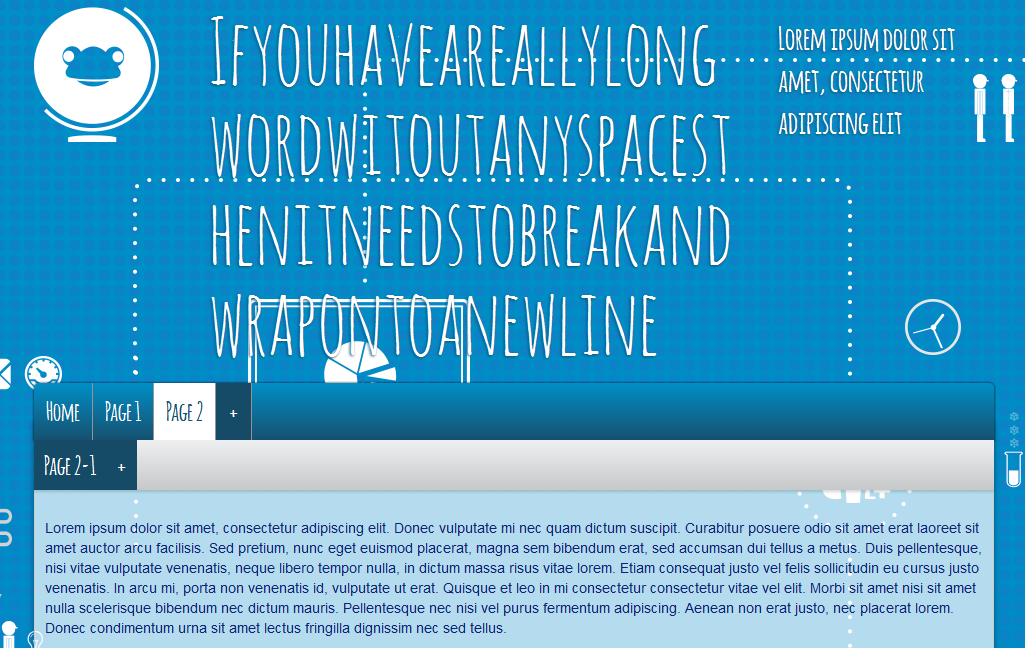 Ifyouhaveareallylong
wordwitoutanyspacest
henitneedstobreakand
wrapontoanewline
Lorem ipsum dolor sit
amet, consectetur
adipiscing elit
Home Page 1 Page 2 +
Page 2-1 +
Lorem ipsum dolor sit amet, consectetur adipiscing elit. Donec vulputate mi nec quam dictum suscipit. Curabitur posuere odio sit amet erat laoreet sit
amet auctor arcu facilisis. Sed pretium, nunc eget euismod placerat, magna sem bibendum erat, sed accumsan dui tellus a metus. Duis pellentesque,
nisi vitae vulputate venenatis, neque libero tempor nulla, in dictum massa risus vitae lorem. Etiam consequat justo vel felis sollicitudin eu cursus justo
venenatis. In arcu mi, porta non venenatis id, vulputate ut erat. Quisque et leo in mi consectetur consectetur vitae vel elit. Morbi sit amet nisi sit amet
nulla scelerisque bibendum nec dictum mauris. Pellentesque nec nisi vel purus fermentum adipiscing. Aenean non erat justo, nec placerat lorem.
Donec condimentum urna sit amet lectus fringilla dignissim nec sed tellus.